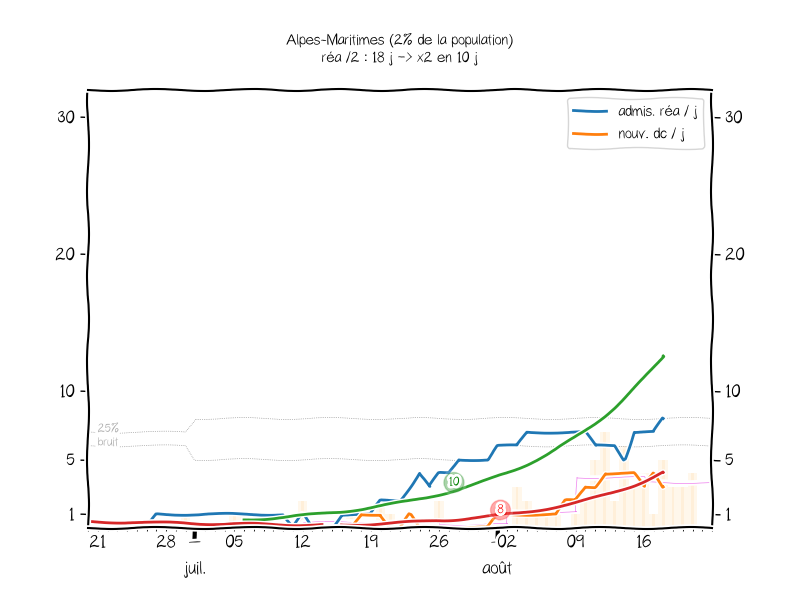 Alpes-Maritimes (2% de la population)
réa /2 : 18 j -> x2 en 10 j
admis. réa / j
nouv. dc / j
30
30
20
20
10
10
25%
bruit
5
5
10
8
1
1
21 28 05 12 19 26 02 09 16
juil. août